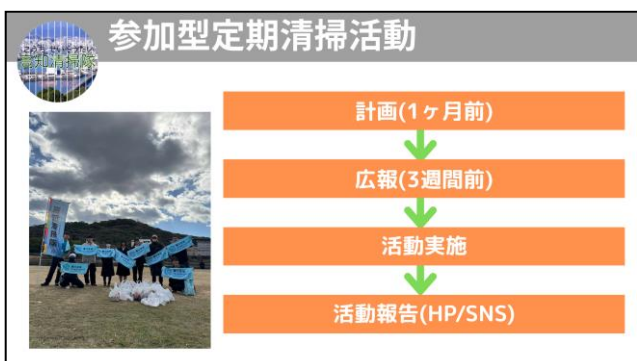 参加型定期清掃活動
計画(1ヶ月前)
広報(3週間前)
活動実施
活動報告(HP/SNS)